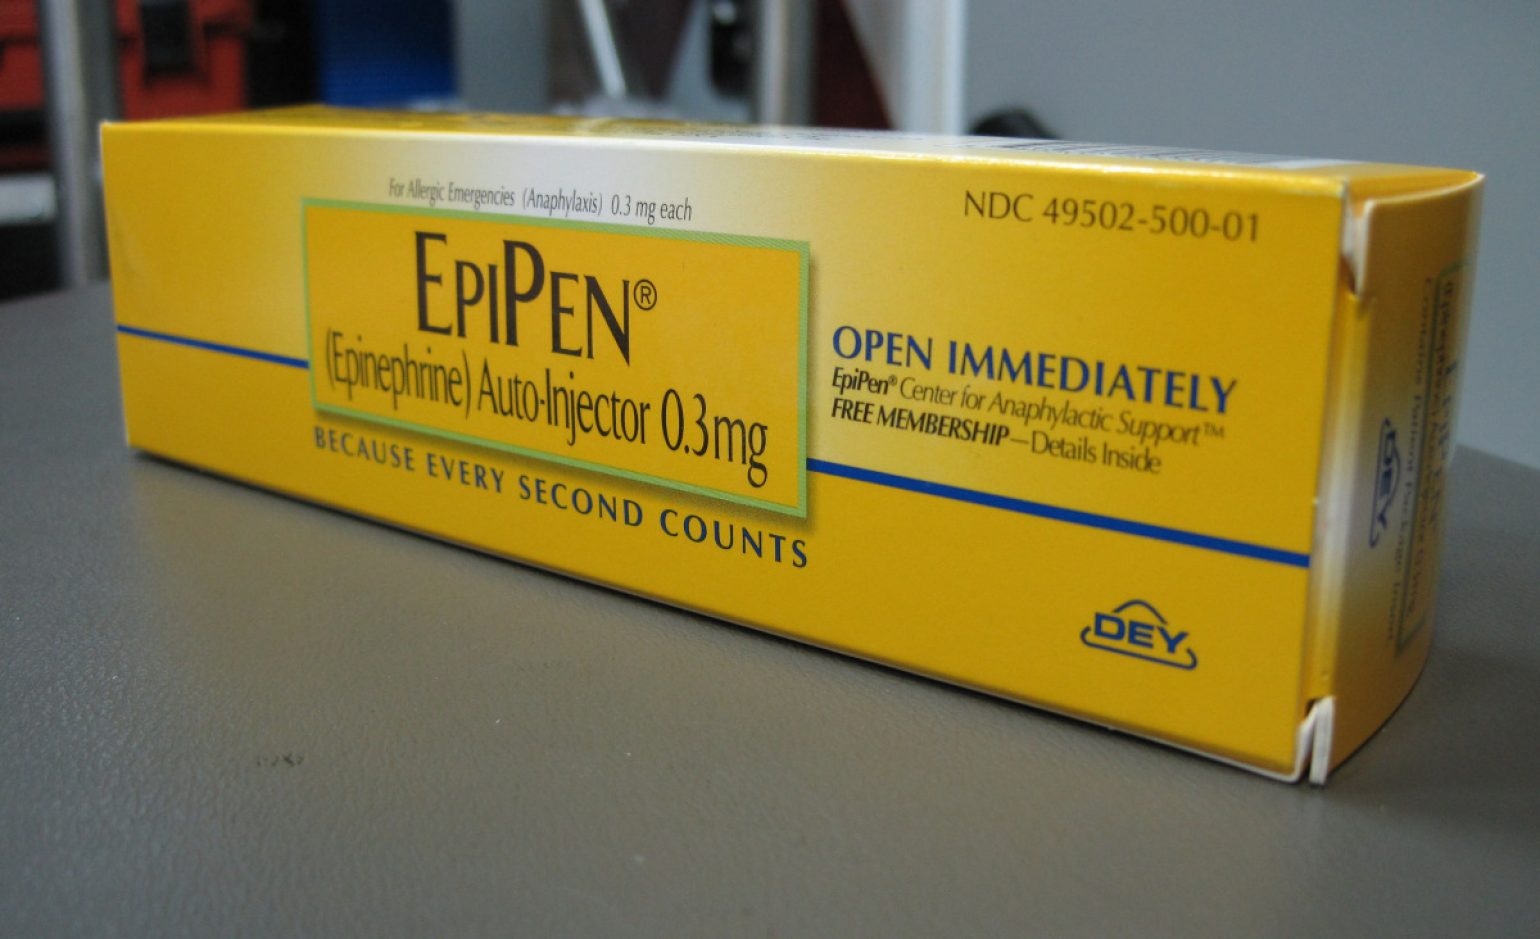 For Allergic Emergencies (Anaphylaxis) 0.3 mg each
NDC 49502-500-01
EPIPEN®
(Epinephrine) Auto-Injector 0.3mg
BECAUSE EVERY SECOND COUNTS
OPEN IMMEDIATELY
EpiPen® Center for Anaphylactic Support™
FREE MEMBERSHIP—Details Inside
DEY
DEY